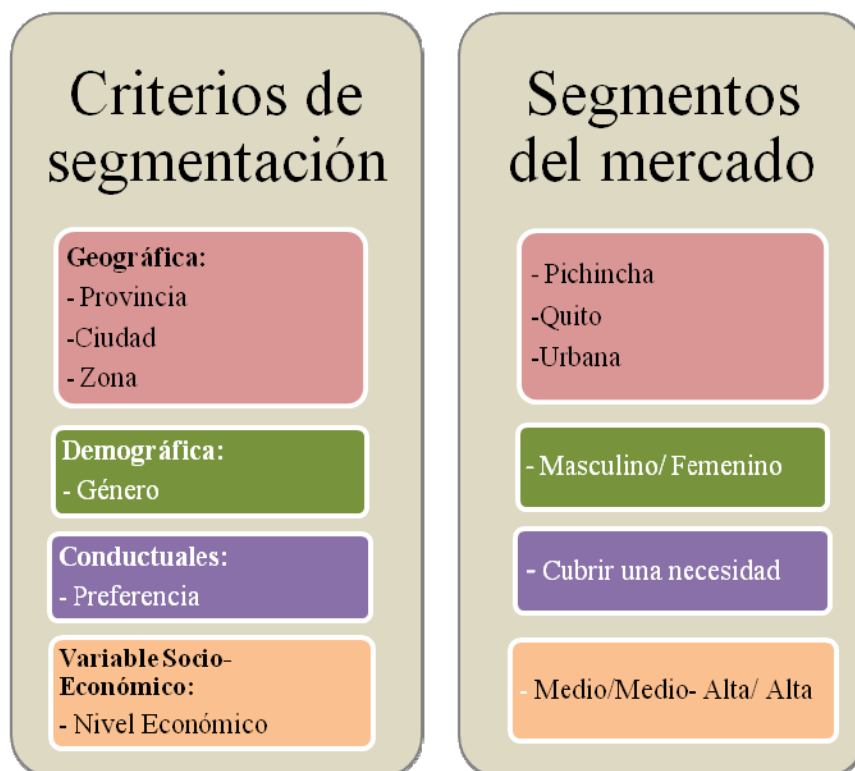 Criterios de
segmentación
Geográfica:
- Provincia
-Ciudad
- Zona
Demográfica:
- Género
Conductuales:
- Preferencia
Variable Socio-
Económico:
- Nivel Económico
Segmentos
del mercado
- Pichincha
-Quito
-Urbana
- Masculino/ Femenino
- Cubrir una necesidad
- Medio/Medio- Alta/ Alta